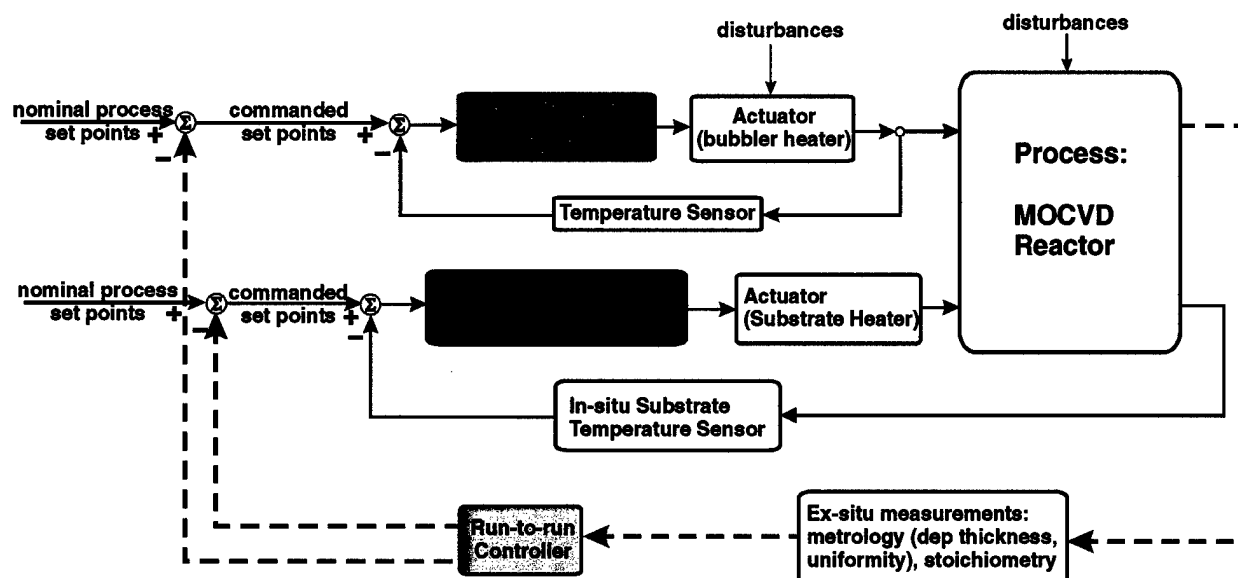 disturbances
disturbances
nominal process
set points
+
Σ
−
commanded
set points
+
Σ
−
Actuator
(bubbler heater)
Process:
MOCVD
Reactor
Temperature Sensor
nominal process
set points
+
Σ
−
commanded
set points
+
Σ
−
Actuator
(Substrate Heater)
In-situ Substrate
Temperature Sensor
Run-to-run
Controller
Ex-situ measurements:
metrology (dep thickness,
uniformity), stoichiometry